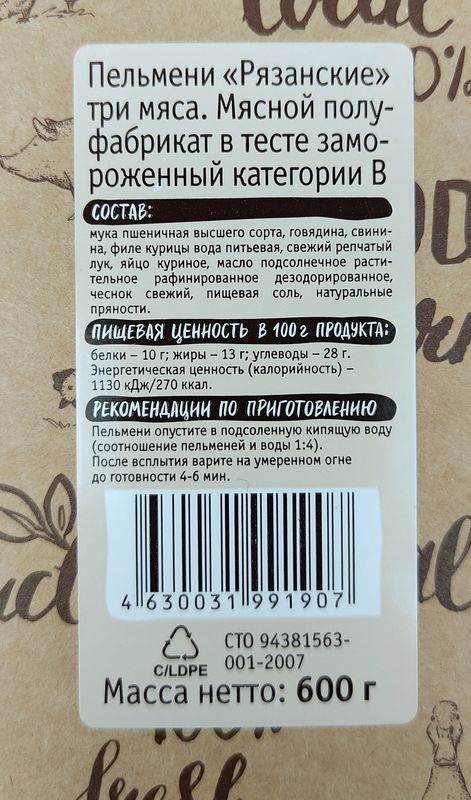 Local
0%
Пельмени «Рязанские»
три мяса. Мясной полу-
фабрикат в тесте замо-
роженный категории В
СОСТАВ:
мука пшеничная высшего сорта, говядина, свини-
на, филе курицы вода питьевая, свежий репчатый
лук, яйцо куриное, масло подсолнечное расти-
тельное рафинированное дезодорированное,
чеснок свежий, пищевая соль, натуральные
пряности.
ПИЩЕВАЯ ЦЕННОСТЬ В 100 г ПРОДУКТА:
белки – 10 г; жиры – 13 г; углеводы – 28 г.
Энергетическая ценность (калорийность) –
1130 кДж/270 ккал.
РЕКОМЕНДАЦИИ ПО ПРИГОТОВЛЕНИЮ
Пельмени опустите в подсоленную кипящую воду
(соотношение пельменей и воды 1:4).
После всплытия варите на умеренном огне
до готовности 4-6 мин.
4 630031 991907
C/LDPE
СТО 94381563-
001-2007
Масса нетто: 600 г
fresh